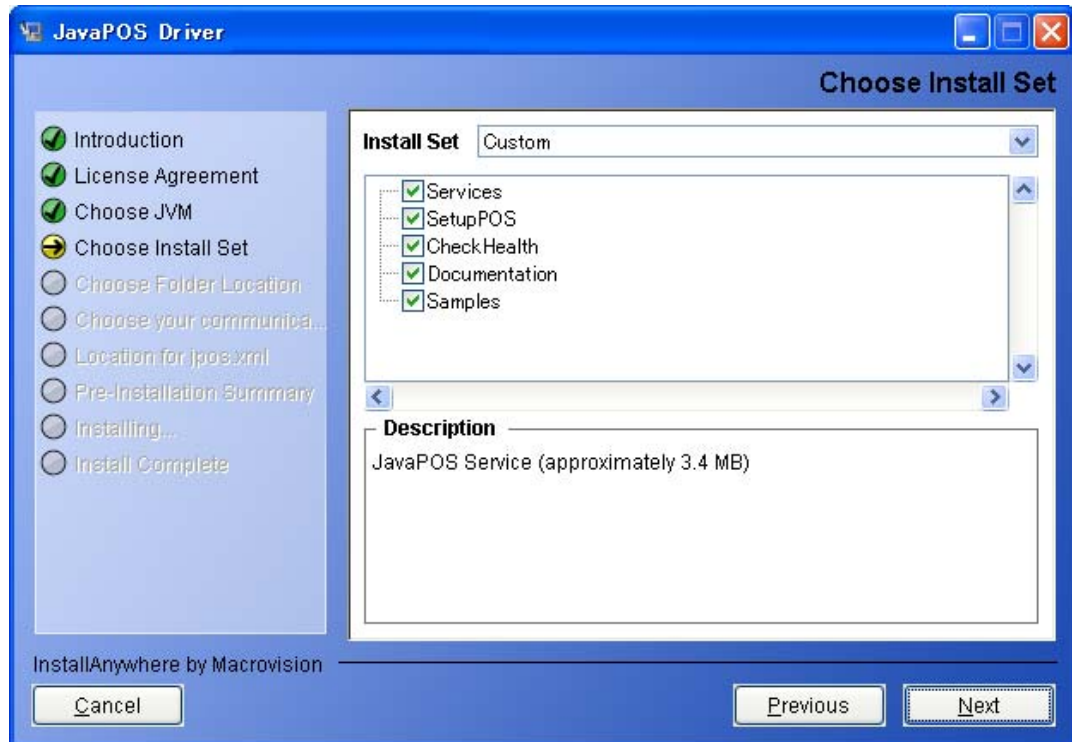 JavaPOS Driver
Choose Install Set
Introduction
License Agreement
Choose JVM
Choose Install Set
Choose Folder Location
Choose your communica...
Location for jpos.xml
Pre-Installation Summary
Installing...
Install Complete
Install Set Custom
Services
SetupPOS
CheckHealth
Documentation
Samples
Description
JavaPOS Service (approximately 3.4 MB)
InstallAnywhere by Macrovision
Cancel
Previous
Next